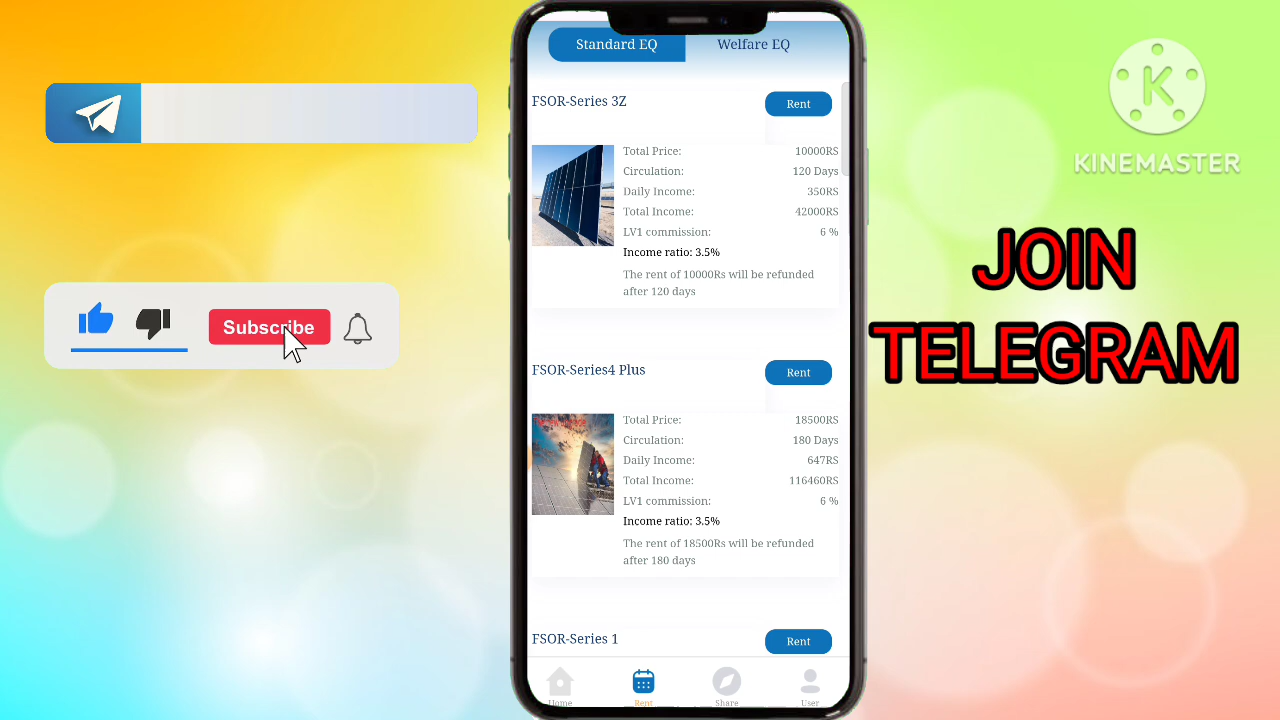 Standard EQ
Welfare EQ
FSOR-Series 3Z
Rent
Total Price: 10000RS
Circulation: 120 Days
Daily Income: 350RS
Total Income: 42000RS
LV1 commission: 6 %
Income ratio: 3.5%
The rent of 10000Rs will be refunded
after 120 days
FSOR-Series4 Plus
Rent
Total Price: 18500RS
Circulation: 180 Days
Daily Income: 647RS
Total Income: 116460RS
LV1 commission: 6 %
Income ratio: 3.5%
The rent of 18500Rs will be refunded
after 180 days
FSOR-Series 1
Rent
Home
Rent
Share
User
Subscribe
K
KINEMASTER
JOIN
TELEGRAM